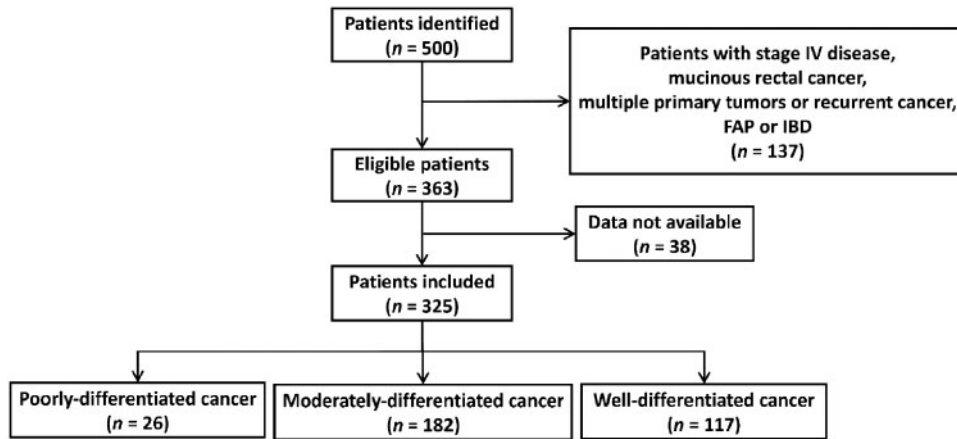 Patients identified
(n = 500)
Patients with stage IV disease,
mucinous rectal cancer,
multiple primary tumors or recurrent cancer,
FAP or IBD
(n = 137)
Eligible patients
(n = 363)
Data not available
(n = 38)
Patients included
(n = 325)
Poorly-differentiated cancer
(n = 26)
Moderately-differentiated cancer
(n = 182)
Well-differentiated cancer
(n = 117)